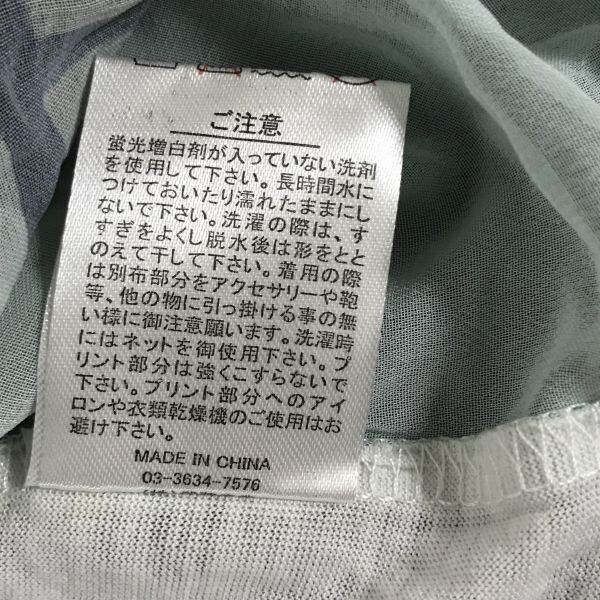 ご注意
蛍光増白剤が入っていない洗剤
を使用して下さい。長時間水に
つけておいたり濡れたままにし
ないで下さい。洗濯の際は、す
すぎをよくし脱水後は形をとと
のえて干して下さい。着用の際
は別布部分をアクセサリーや鞄
等、他の物に引っ掛ける事の無
い様に御注意願います。洗濯時
にはネットを御使用下さい。プ
リント部分は強くこすらないで
下さい。プリント部分へのアイ
ロンや衣類乾燥機のご使用はお
避け下さい。
MADE IN CHINA
03-3634-7576